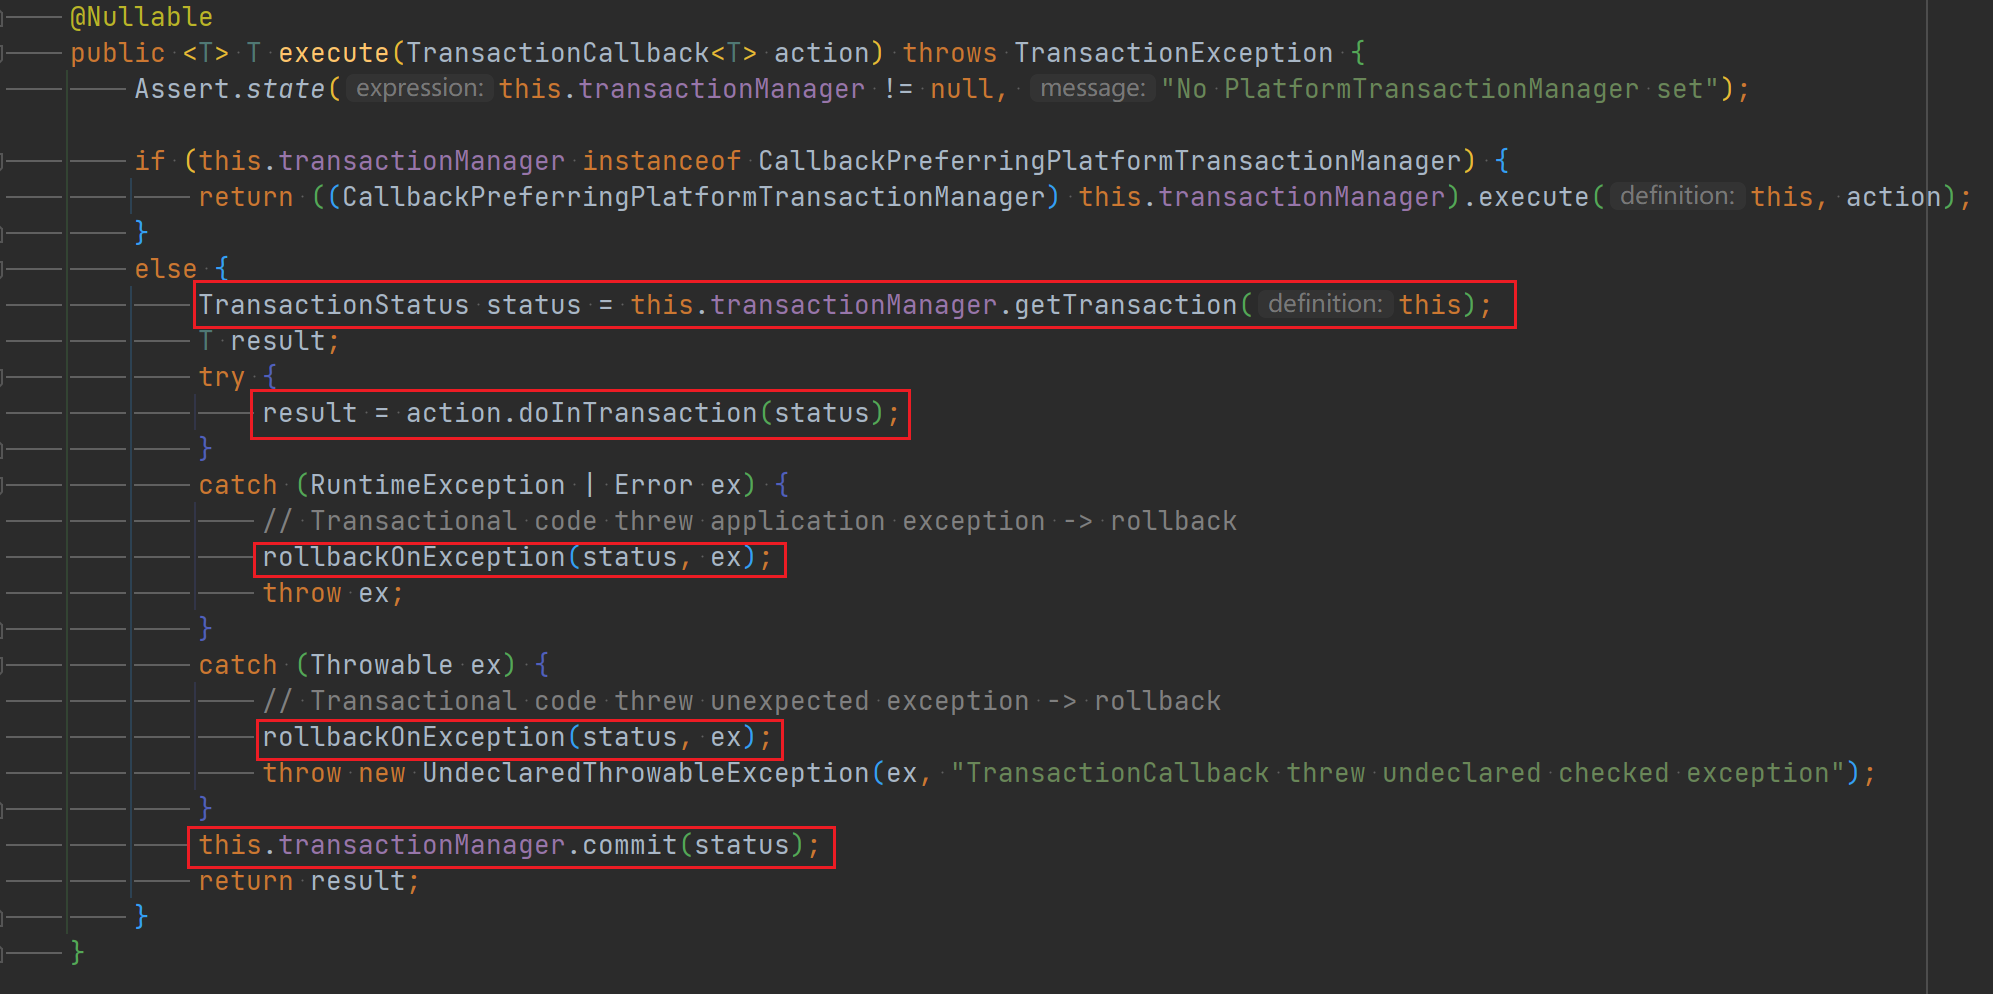 @Nullable
public <T> T execute(TransactionCallback<T> action) throws TransactionException {
Assert.state( expression: this.transactionManager != null, message: "No PlatformTransactionManager set");
if (this.transactionManager instanceof CallbackPreferringPlatformTransactionManager) {
return ((CallbackPreferringPlatformTransactionManager) this.transactionManager).execute( definition: this, action);
}
else {
TransactionStatus status = this.transactionManager.getTransaction( definition: this);
T result;
try {
result = action.doInTransaction(status);
}
catch (RuntimeException | Error ex) {
// Transactional code threw application exception -> rollback
rollbackOnException(status, ex);
throw ex;
}
catch (Throwable ex) {
// Transactional code threw unexpected exception -> rollback
rollbackOnException(status, ex);
throw new UndeclaredThrowableException(ex, "TransactionCallback threw undeclared checked exception");
}
this.transactionManager.commit(status);
return result;
}
}